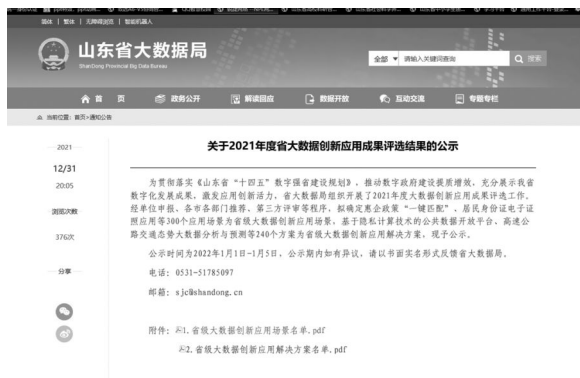 简体 | 繁体 | 无障碍浏览 | 智能机器人
山东省大数据局
ShanDong Provincial Big Data Bureau
全部 请输入关键词查询 搜索
首 页 政务公开 解读回应 数据开放 互动交流 专题专栏
当前位置：首页>通知公告
2021
12/31
20:05
浏览次数
376次
分享
关于2021年度省大数据创新应用成果评选结果的公示
为贯彻落实《山东省“十四五”数字强省建设规划》，推动数字政府建设提质增效，充分展示我省
数字化发展成果，激发应用创新活力，省大数据局组织开展了2021年度大数据创新应用成果评选工作。
经单位申报、各市各部门推荐、第三方评审等程序，拟确定惠企政策“一键匹配”、居民身份证电子证
照应用等300个应用场景为省级大数据创新应用场景，基于隐私计算技术的公共数据开放平台、高速公
路交通态势大数据分析与预测等240个方案为省级大数据创新应用解决方案，现予公示。
公示时间为2022年1月1日-1月5日，公示期内如有异议，请以书面实名形式反馈省大数据局。
电话：0531-51785097
邮箱：sjc@shandong.cn
附件：1.省级大数据创新应用场景名单.pdf
2.省级大数据创新应用解决方案名单.pdf